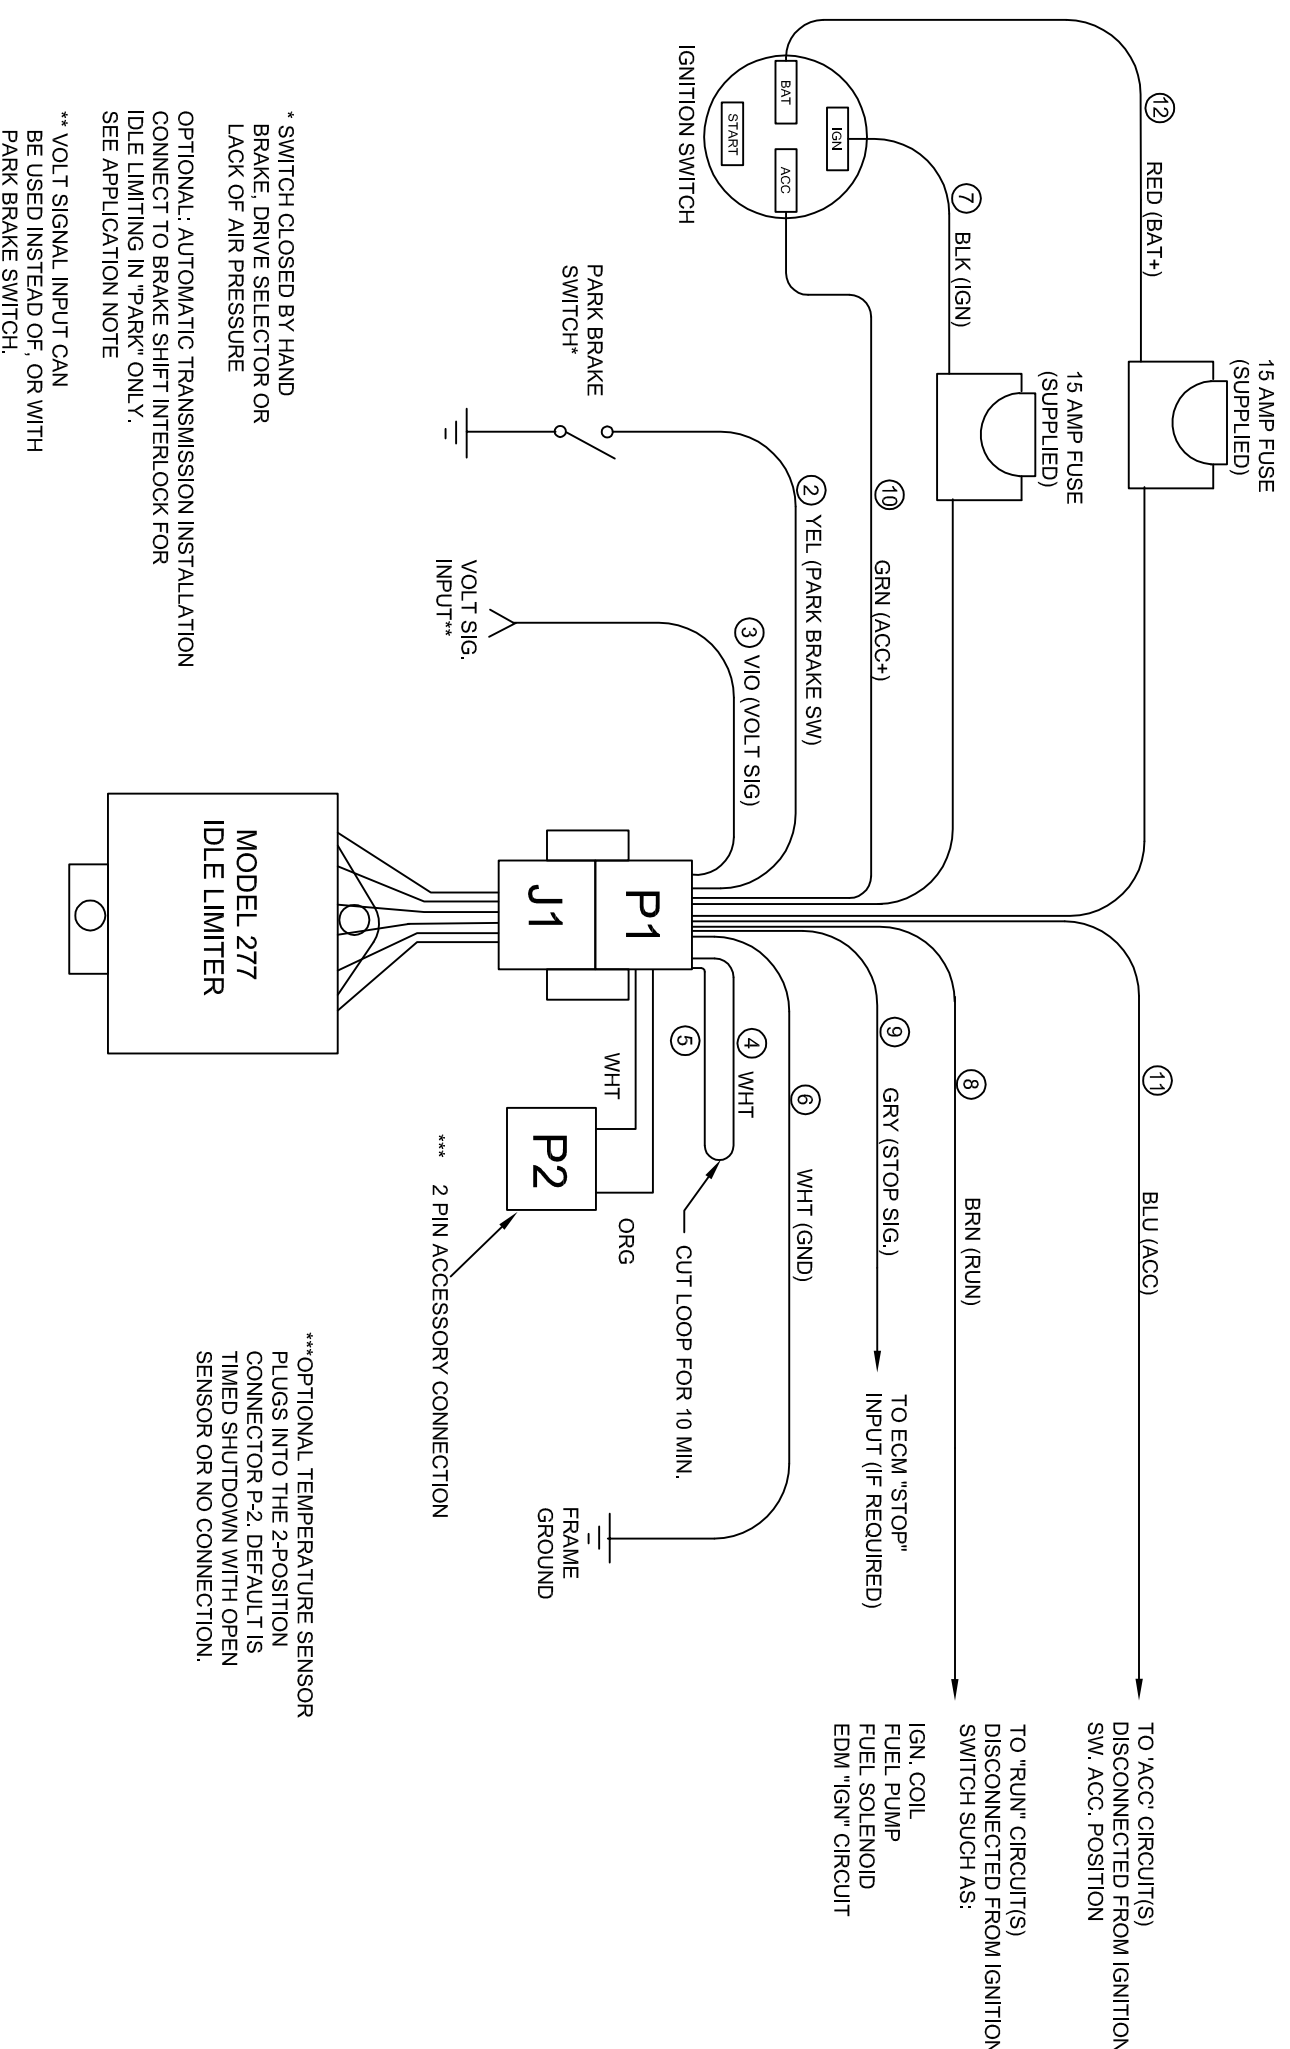 15 AMP FUSE
(SUPPLIED)
12
RED (BAT+)
11
BLU (ACC)
TO 'ACC' CIRCUIT(S)
DISCONNECTED FROM IGNITION
SW. ACC. POSITION
15 AMP FUSE
(SUPPLIED)
7
BLK (IGN)
8
BRN (RUN)
TO "RUN" CIRCUIT(S)
DISCONNECTED FROM IGNITION
SWITCH SUCH AS:
IGN. COIL
FUEL PUMP
FUEL SOLENOID
EDM "IGN" CIRCUIT
IGN
BAT
ACC
START
IGNITION SWITCH
10
GRN (ACC+)
9
GRY (STOP SIG.)
TO ECM "STOP"
INPUT (IF REQUIRED)
2
YEL (PARK BRAKE SW)
6
WHT (GND)
3
VIO (VOLT SIG)
4
WHT
5
CUT LOOP FOR 10 MIN.
PARK BRAKE
SWITCH*
P1
J1
WHT
ORG
P2
FRAME
GROUND
VOLT SIG.
INPUT**
*** 2 PIN ACCESSORY CONNECTION
* SWITCH CLOSED BY HAND
BRAKE, DRIVE SELECTOR OR
LACK OF AIR PRESSURE
MODEL 277
IDLE LIMITER
***OPTIONAL TEMPERATURE SENSOR
PLUGS INTO THE 2-POSITION
CONNECTOR P-2. DEFAULT IS
TIMED SHUTDOWN WITH OPEN
SENSOR OR NO CONNECTION.
OPTIONAL: AUTOMATIC TRANSMISSION INSTALLATION
CONNECT TO BRAKE SHIFT INTERLOCK FOR
IDLE LIMITING IN "PARK" ONLY.
SEE APPLICATION NOTE
** VOLT SIGNAL INPUT CAN
BE USED INSTEAD OF, OR WITH
PARK BRAKE SWITCH.